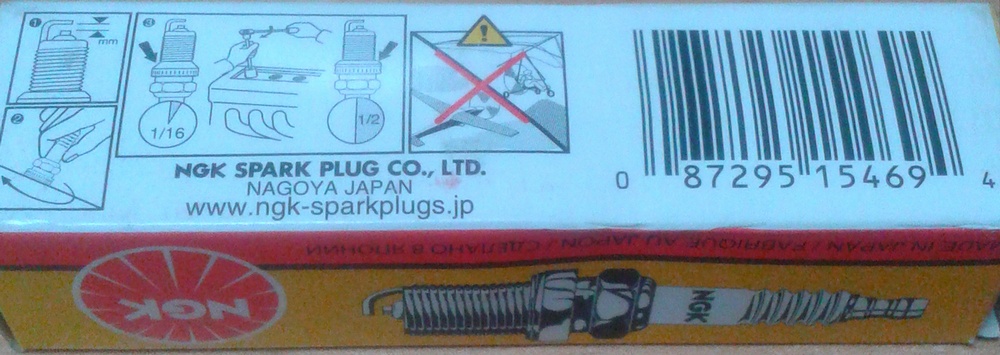 1
mm
2
3
1/16
1/2
NGK SPARK PLUG CO., LTD.
NAGOYA JAPAN
www.ngk-sparkplugs.jp
0 87295 15469 4
MADE IN JAPAN / FABRIQUÉ AU JAPON / СДЕЛАНО В ЯПОНИИ
NGK
NGK